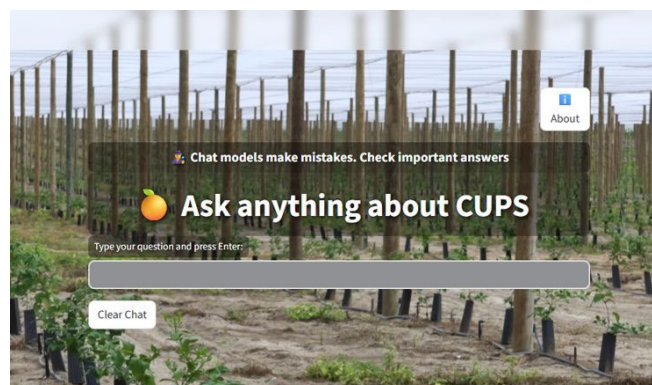 About
Chat models make mistakes. Check important answers
Ask anything about CUPS
Type your question and press Enter:
Clear Chat